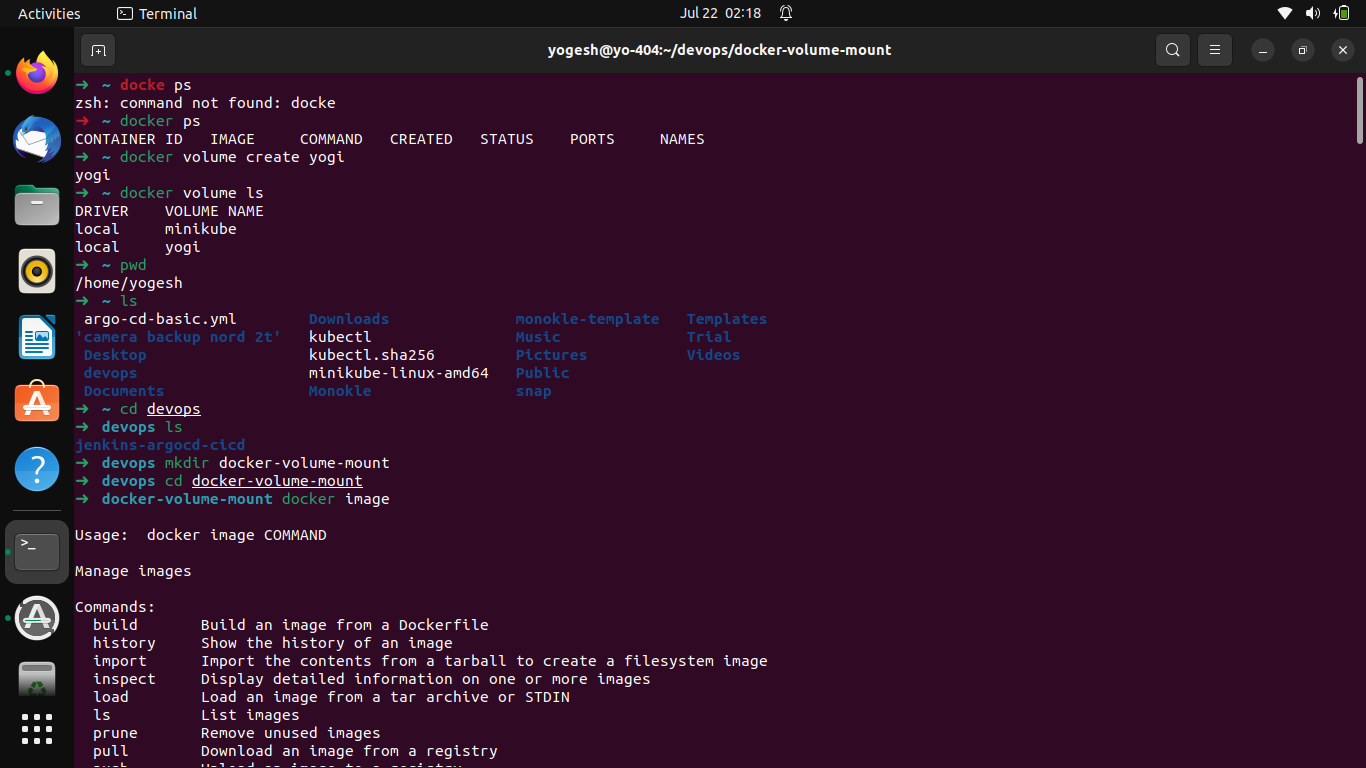 Activities Terminal Jul 22 02:18
yogesh@yo-404:~/devops/docker-volume-mount
➜ ~ docke ps
zsh: command not found: docke
➜ ~ docker ps
CONTAINER ID IMAGE COMMAND CREATED STATUS PORTS NAMES
➜ ~ docker volume create yogi
yogi
➜ ~ docker volume ls
DRIVER VOLUME NAME
local minikube
local yogi
➜ ~ pwd
/home/yogesh
➜ ~ ls
argo-cd-basic.yml Downloads monokle-template Templates
'camera backup nord 2t' kubectl Music Trial
Desktop kubectl.sha256 Pictures Videos
devops minikube-linux-amd64 Public
Documents Monokle snap
➜ ~ cd devops
➜ devops ls
jenkins-argocd-cicd
➜ devops mkdir docker-volume-mount
➜ devops cd docker-volume-mount
➜ docker-volume-mount docker image
Usage: docker image COMMAND
Manage images
Commands:
build Build an image from a Dockerfile
history Show the history of an image
import Import the contents from a tarball to create a filesystem image
inspect Display detailed information on one or more images
load Load an image from a tar archive or STDIN
ls List images
prune Remove unused images
pull Download an image from a registry
push Upload an image to a registry